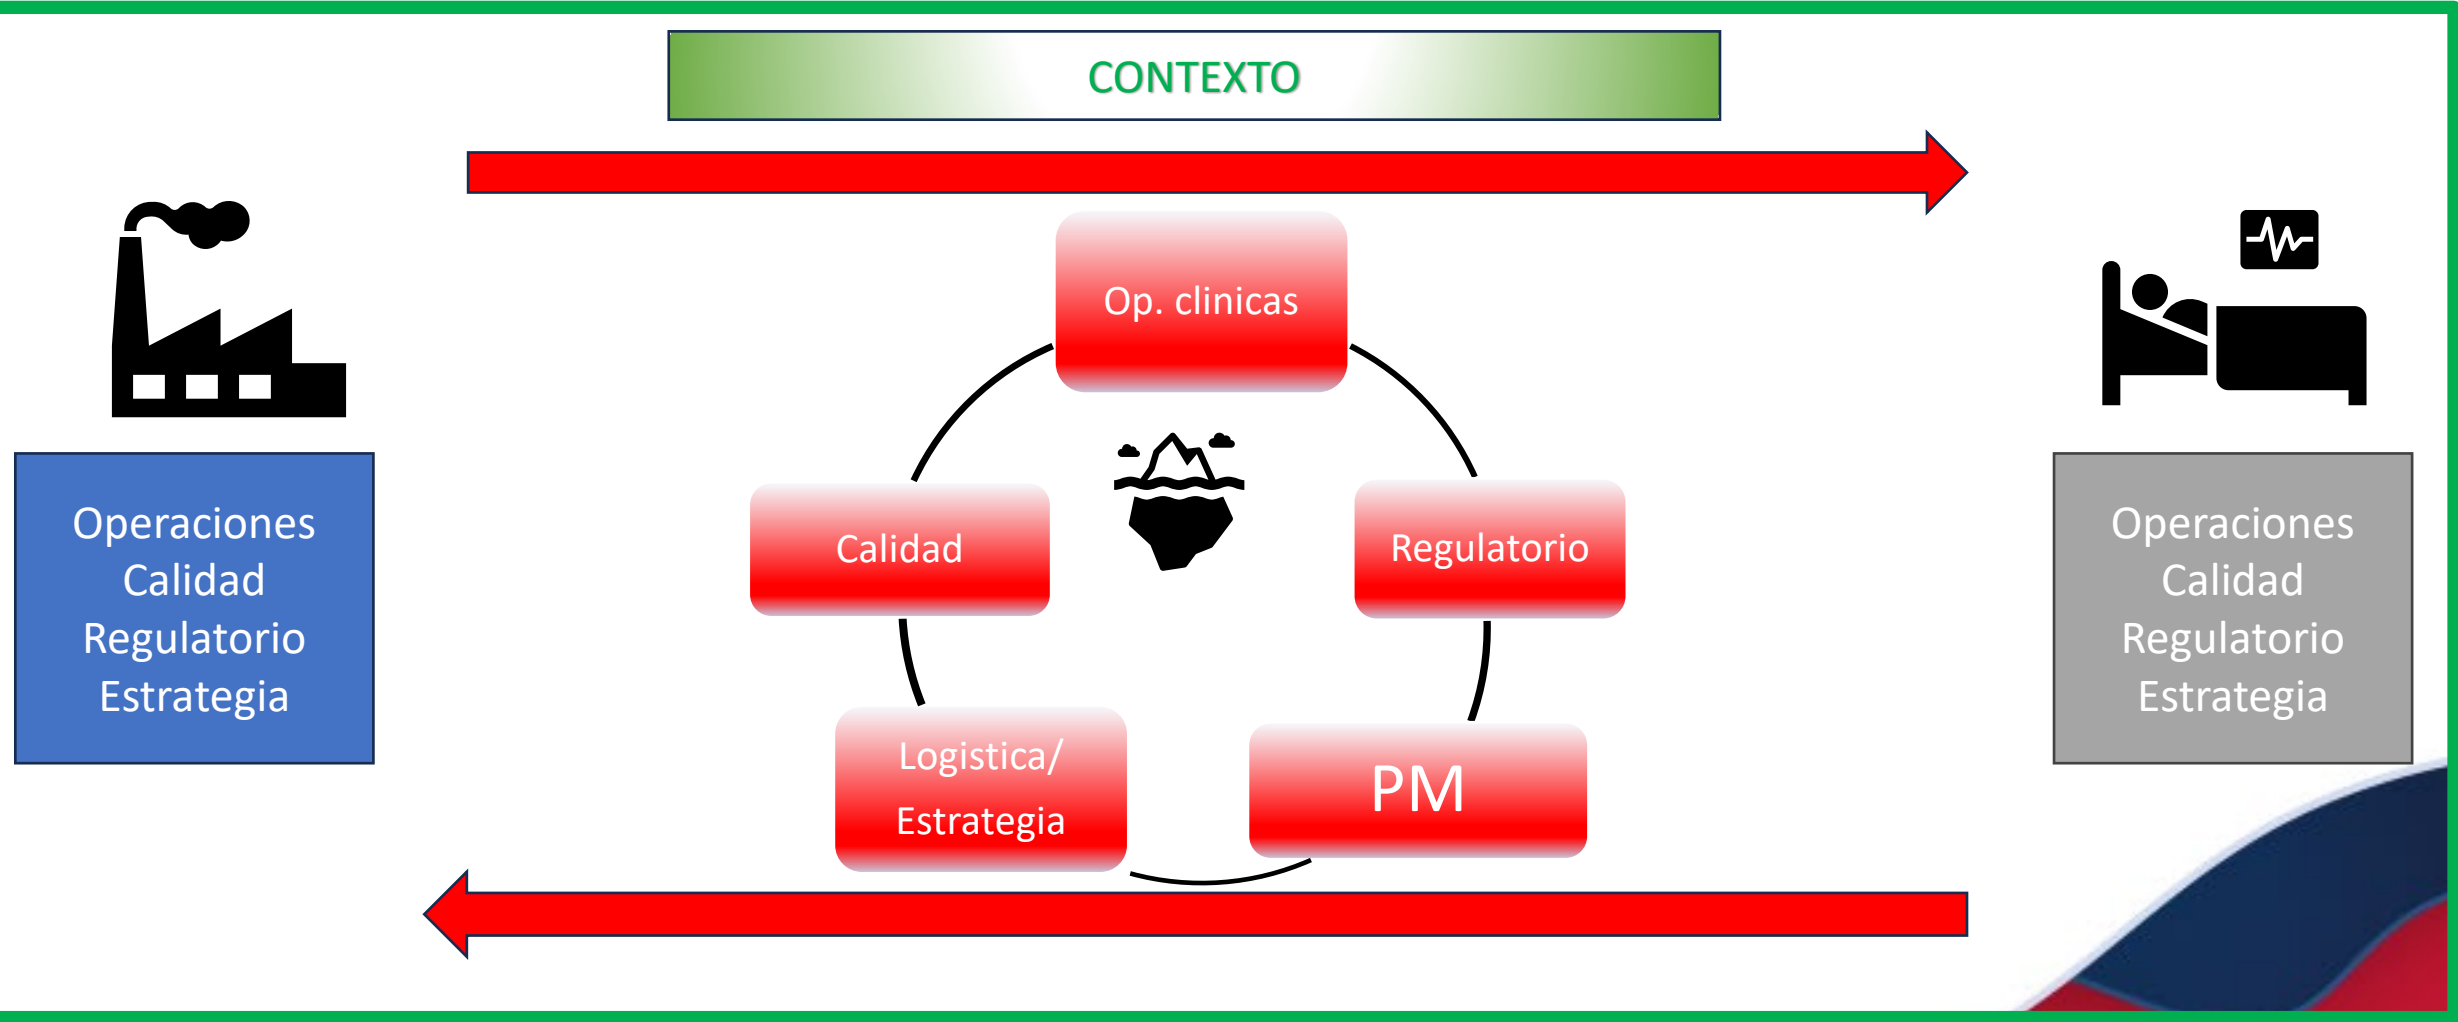 CONTEXTO
Op. clinicas
Calidad
Regulatorio
Logistica/
Estrategia
PM
Operaciones
Calidad
Regulatorio
Estrategia
Operaciones
Calidad
Regulatorio
Estrategia